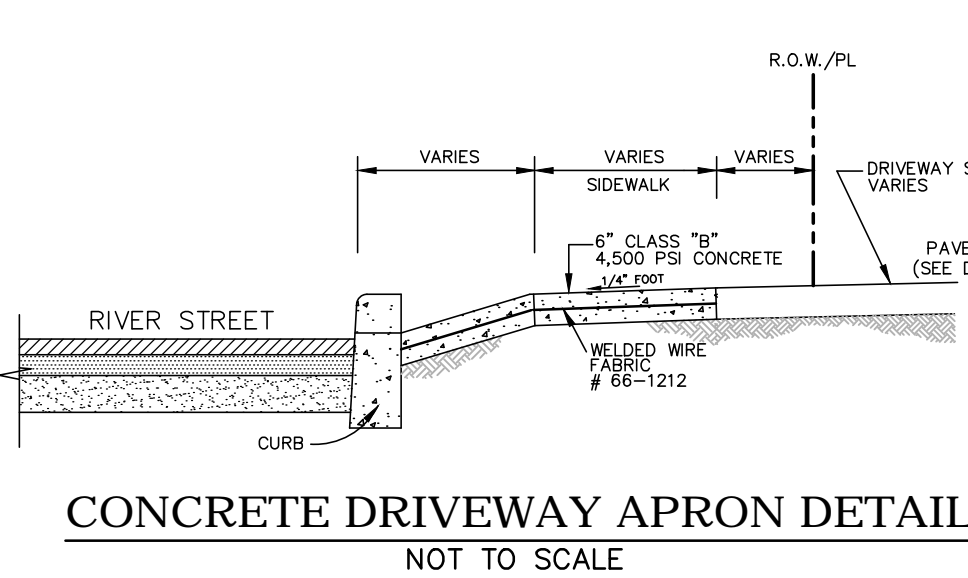 R.O.W./PL
VARIES
VARIES
VARIES
SIDEWALK
DRIVEWAY
VARIES
6" CLASS "B"
4,500 PSI CONCRETE
1/4" FOOT
(SEE
RIVER STREET
WELDED WIRE
FABRIC
# 66-1212
CURB
CONCRETE DRIVEWAY APRON DETAIL
NOT TO SCALE